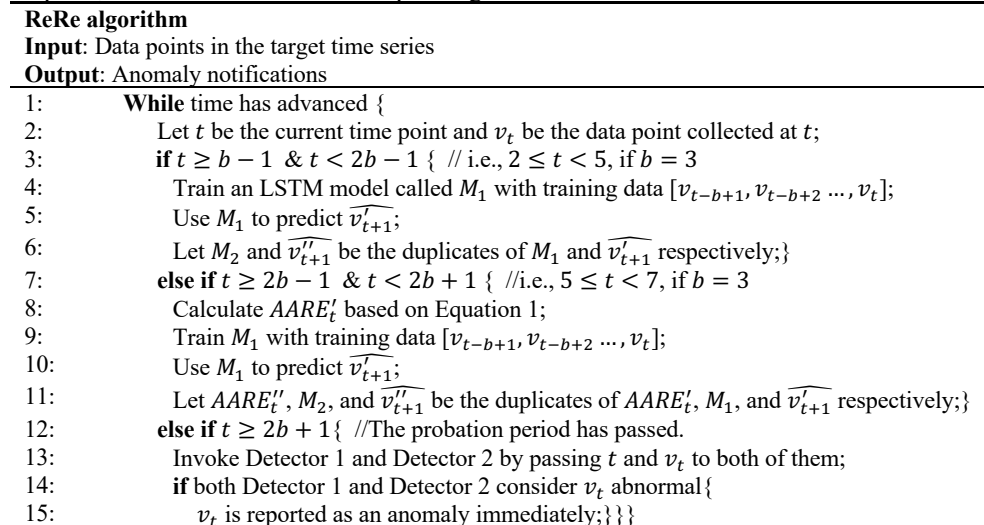 ReRe algorithm
Input: Data points in the target time series
Output: Anomaly notifications
1: While time has advanced {
2: Let t be the current time point and v_t be the data point collected at t;
3: if t ≥ b − 1 & t < 2b − 1 { // i.e., 2 ≤ t < 5, if b = 3
4: Train an LSTM model called M_1 with training data [v_{t−b+1}, v_{t−b+2} …, v_t];
5: Use M_1 to predict \widehat{v'_{t+1}};
6: Let M_2 and \widehat{v''_{t+1}} be the duplicates of M_1 and \widehat{v'_{t+1}} respectively;}
7: else if t ≥ 2b − 1 & t < 2b + 1 { //i.e., 5 ≤ t < 7, if b = 3
8: Calculate AARE'_t based on Equation 1;
9: Train M_1 with training data [v_{t−b+1}, v_{t−b+2} …, v_t];
10: Use M_1 to predict \widehat{v'_{t+1}};
11: Let AARE''_t, M_2, and \widehat{v''_{t+1}} be the duplicates of AARE'_t, M_1, and \widehat{v'_{t+1}} respectively;}
12: else if t ≥ 2b + 1{ //The probation period has passed.
13: Invoke Detector 1 and Detector 2 by passing t and v_t to both of them;
14: if both Detector 1 and Detector 2 consider v_t abnormal{
15: v_t is reported as an anomaly immediately;}}}